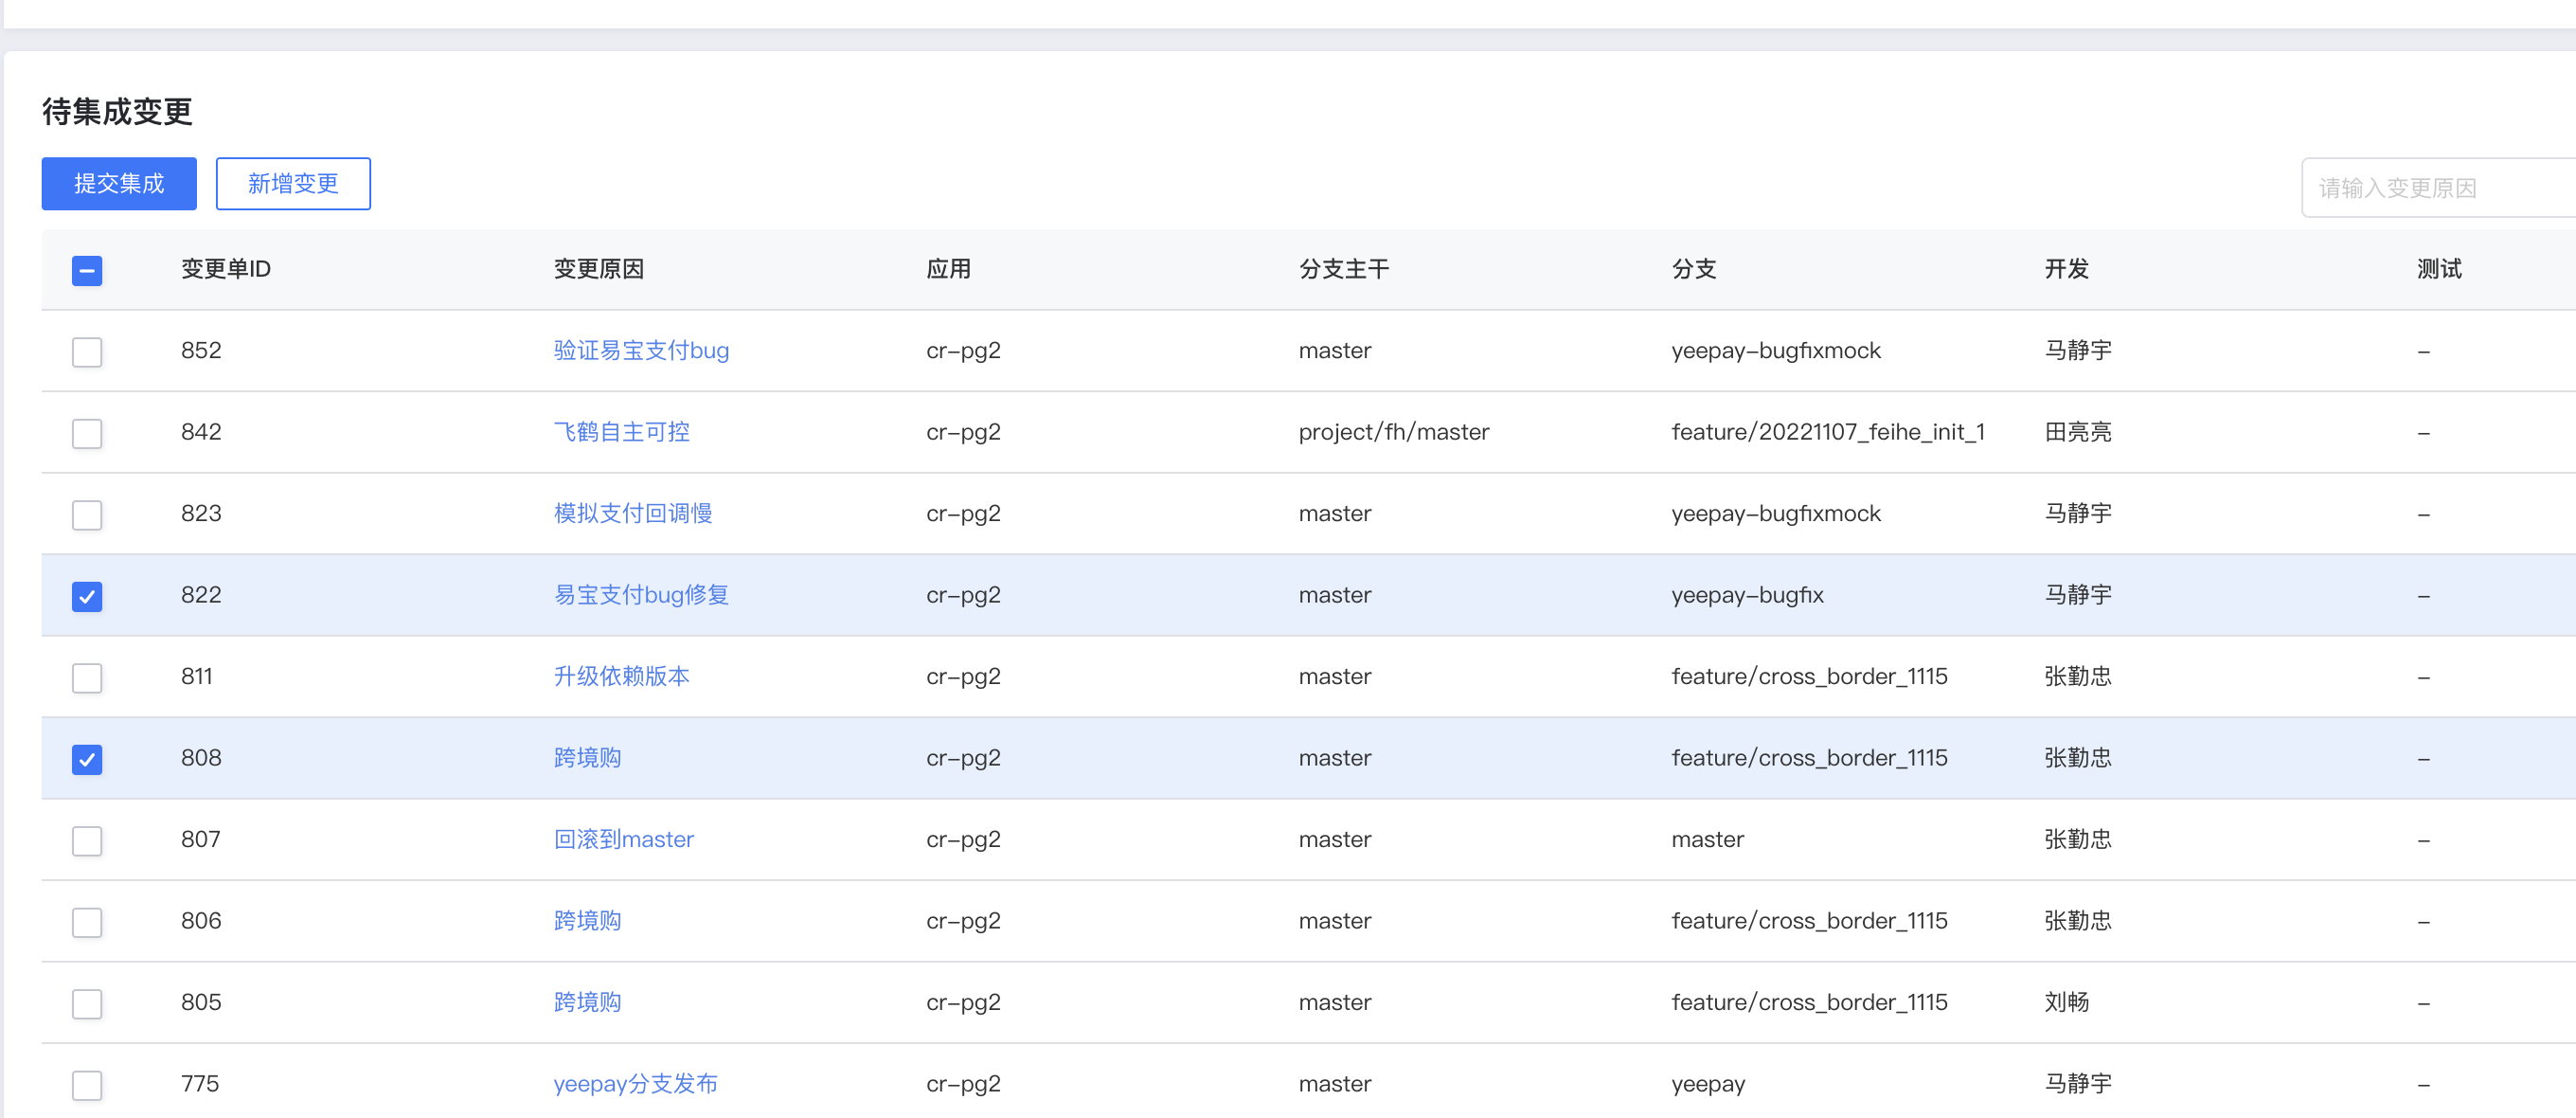 待集成变更
提交集成 新增变更 请输入变更原因
变更单ID 变更原因 应用 分支主干 分支 开发 测试
852 验证易宝支付bug cr-pg2 master yeepay-bugfixmock 马静宇 -
842 飞鹤自主可控 cr-pg2 project/fh/master feature/20221107_feihe_init_1 田亮亮 -
823 模拟支付回调慢 cr-pg2 master yeepay-bugfixmock 马静宇 -
822 易宝支付bug修复 cr-pg2 master yeepay-bugfix 马静宇 -
811 升级依赖版本 cr-pg2 master feature/cross_border_1115 张勤忠 -
808 跨境购 cr-pg2 master feature/cross_border_1115 张勤忠 -
807 回滚到master cr-pg2 master master 张勤忠 -
806 跨境购 cr-pg2 master feature/cross_border_1115 张勤忠 -
805 跨境购 cr-pg2 master feature/cross_border_1115 刘畅 -
775 yeepay分支发布 cr-pg2 master yeepay 马静宇 -